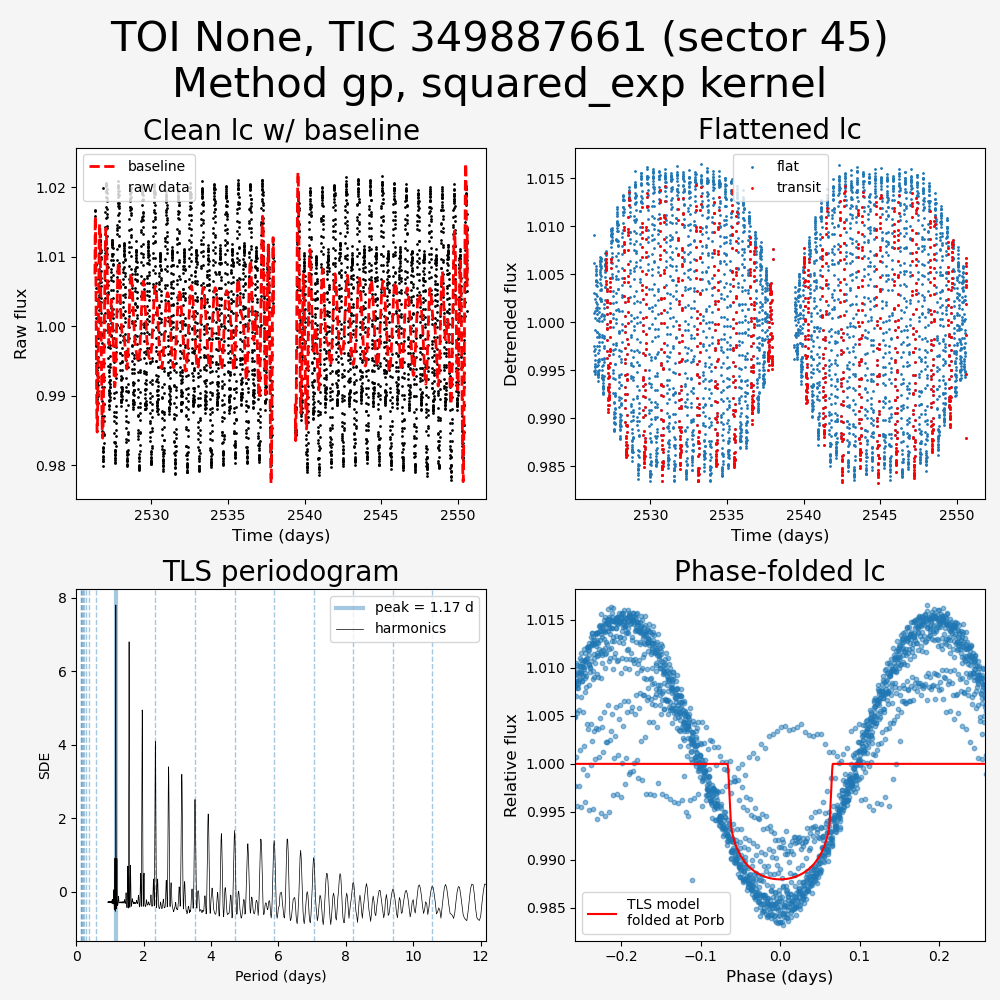 TOI None, TIC 349887661 (sector 45)
Method gp, squared_exp kernel
Clean lc w/ baseline
baseline
raw data
Raw flux
1.02
1.01
1.00
0.99
0.98
2530
2535
2540
2545
2550
Time (days)
Flattened lc
flat
transit
Detrended flux
1.015
1.010
1.005
1.000
0.995
0.990
0.985
2530
2535
2540
2545
2550
Time (days)
TLS periodogram
peak = 1.17 d
harmonics
SDE
8
6
4
2
0
0
2
4
6
8
10
12
Period (days)
Phase-folded lc
Relative flux
1.015
1.010
1.005
1.000
0.995
0.990
0.985
TLS model
folded at Porb
−0.2
−0.1
0.0
0.1
0.2
Phase (days)